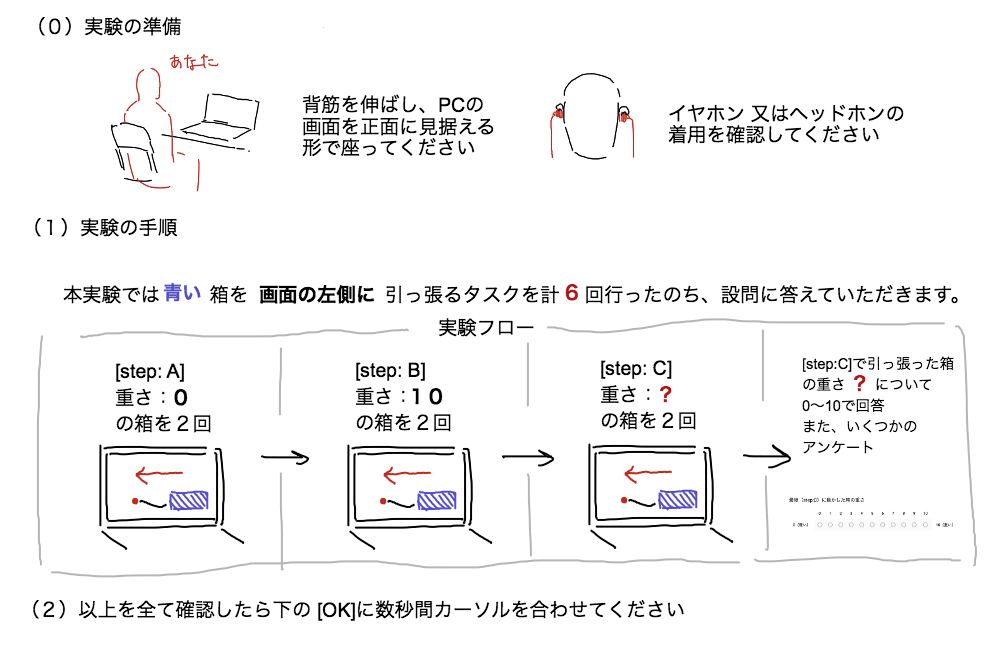 （0）実験の準備
あなた
背筋を伸ばし、PCの
画面を正面に見据える
形で座ってください
イヤホン 又はヘッドホンの
着用を確認してください
（1）実験の手順
本実験では 青い 箱を 画面の左側に 引っ張るタスクを計 6 回行ったのち、設問に答えていただきます。
実験フロー
[step: A]
重さ：0
の箱を２回
[step: B]
重さ：10
の箱を２回
[step: C]
重さ：？
の箱を２回
[step:C]で引っ張った箱
の重さ ？ について
0〜10で回答
また、いくつかの
アンケート
0 1 2 3 4 5 6 7 8 9 10
（2）以上を全て確認したら下の [OK]に数秒間カーソルを合わせてください